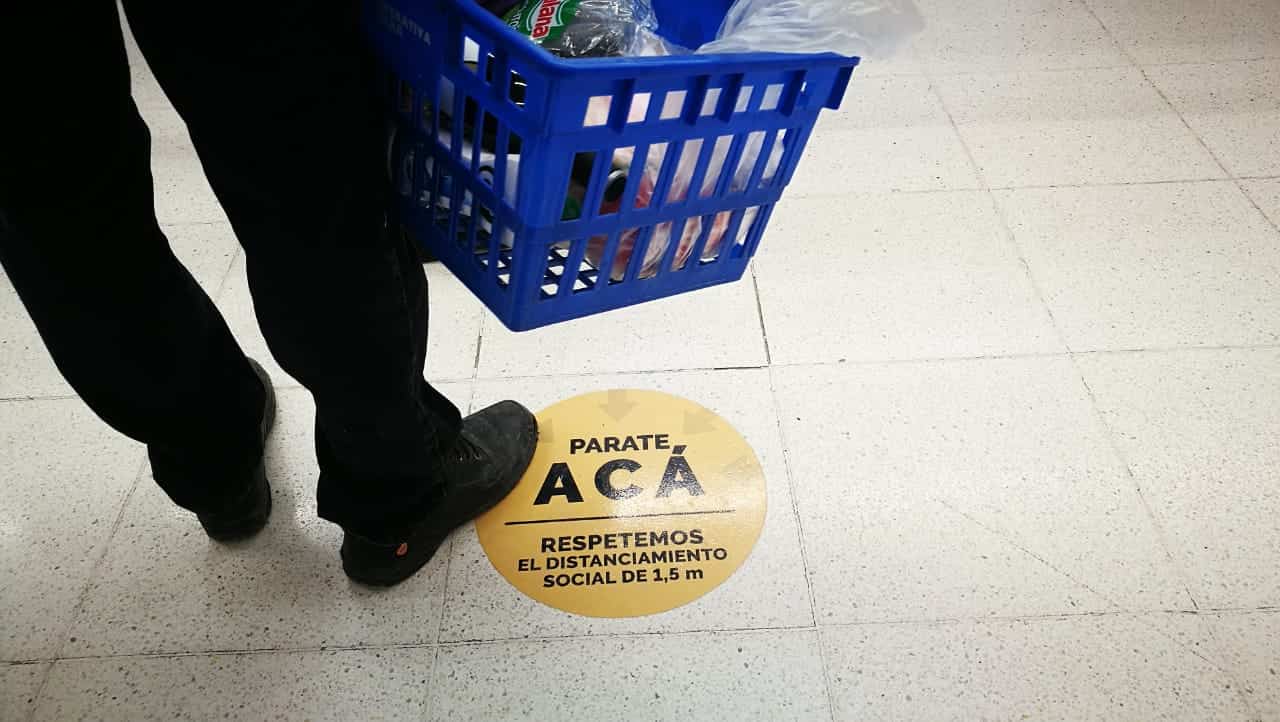 PARATE
ACÁ
RESPETEMOS
EL DISTANCIAMIENTO
SOCIAL DE 1,5 m